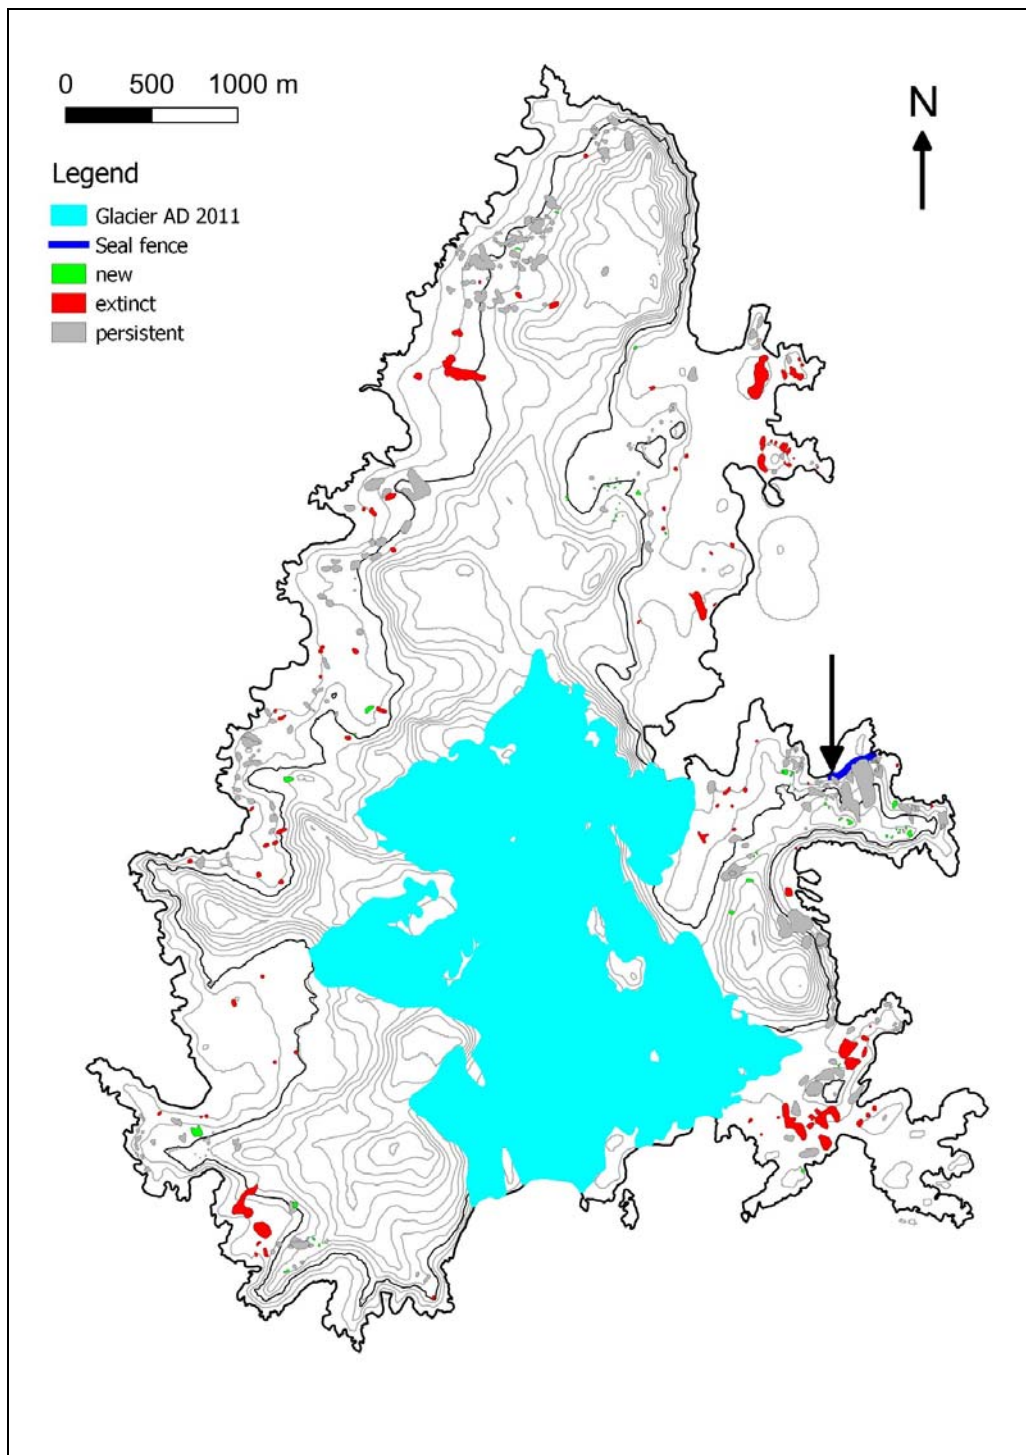 0 500 1000 m
N
Legend
Glacier AD 2011
Seal fence
new
extinct
persistent